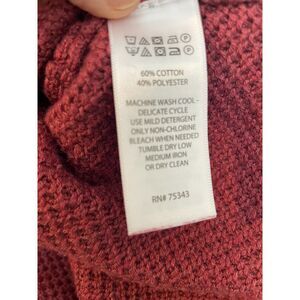 60% COTTON
40% POLYESTER
MACHINE WASH COOL -
DELICATE CYCLE
USE MILD DETERGENT
ONLY NON-CHLORINE
BLEACH WHEN NEEDED
TUMBLE DRY LOW
MEDIUM IRON
OR DRY CLEAN
RN# 75343